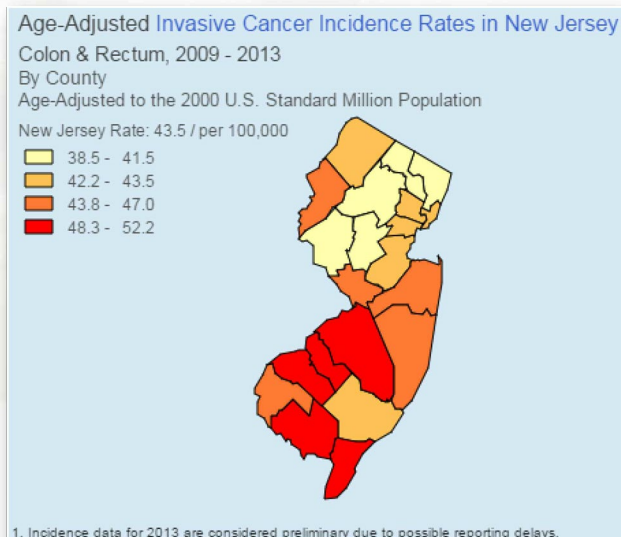 Age-Adjusted Invasive Cancer Incidence Rates in New Jersey
Colon & Rectum, 2009 - 2013
By County
Age-Adjusted to the 2000 U.S. Standard Million Population
New Jersey Rate: 43.5 / per 100,000
38.5 - 41.5
42.2 - 43.5
43.8 - 47.0
48.3 - 52.2
1. Incidence data for 2013 are considered preliminary due to possible reporting delays.